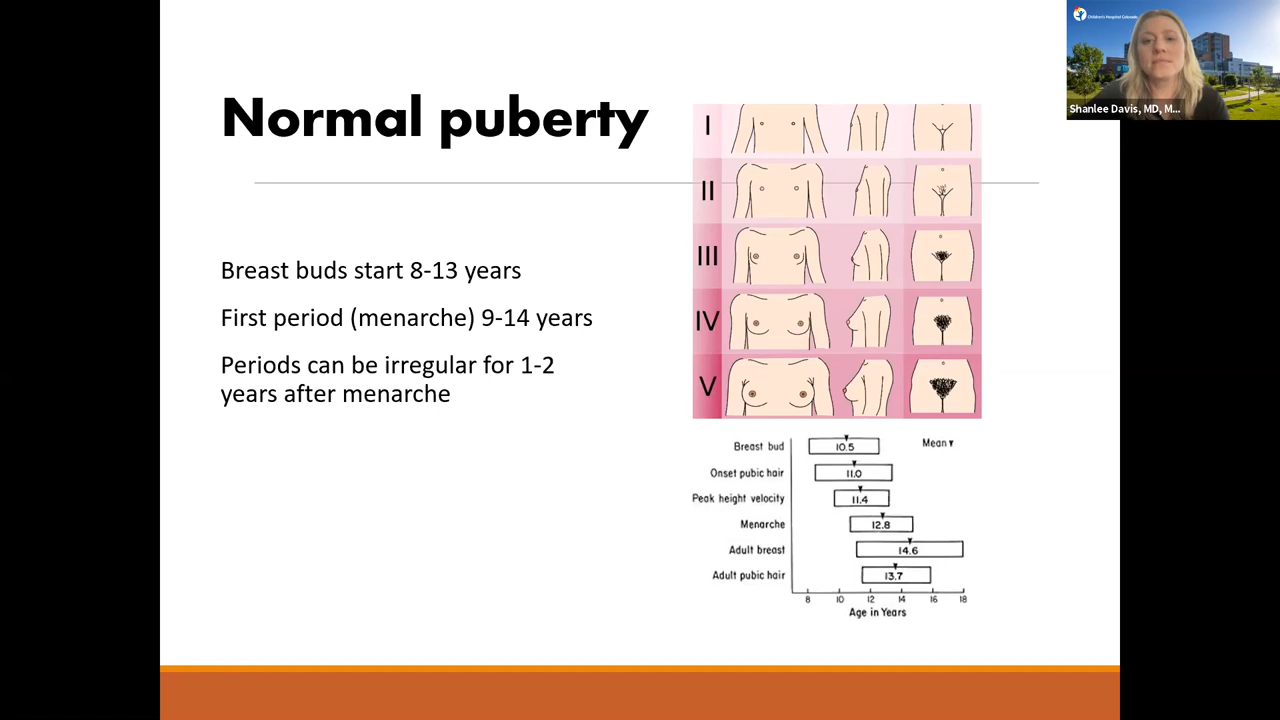 Normal puberty
Breast buds start 8-13 years
First period (menarche) 9-14 years
Periods can be irregular for 1-2
years after menarche
I
II
III
IV
V
Breast bud
10.5
Mean
Onset pubic hair
11.0
Peak height velocity
11.4
Menarche
12.8
Adult breast
14.6
Adult pubic hair
13.7
8 10 12 14 16 18
Age in Years
Children's Hospital Colorado
Shanlee Davis, MD, M...